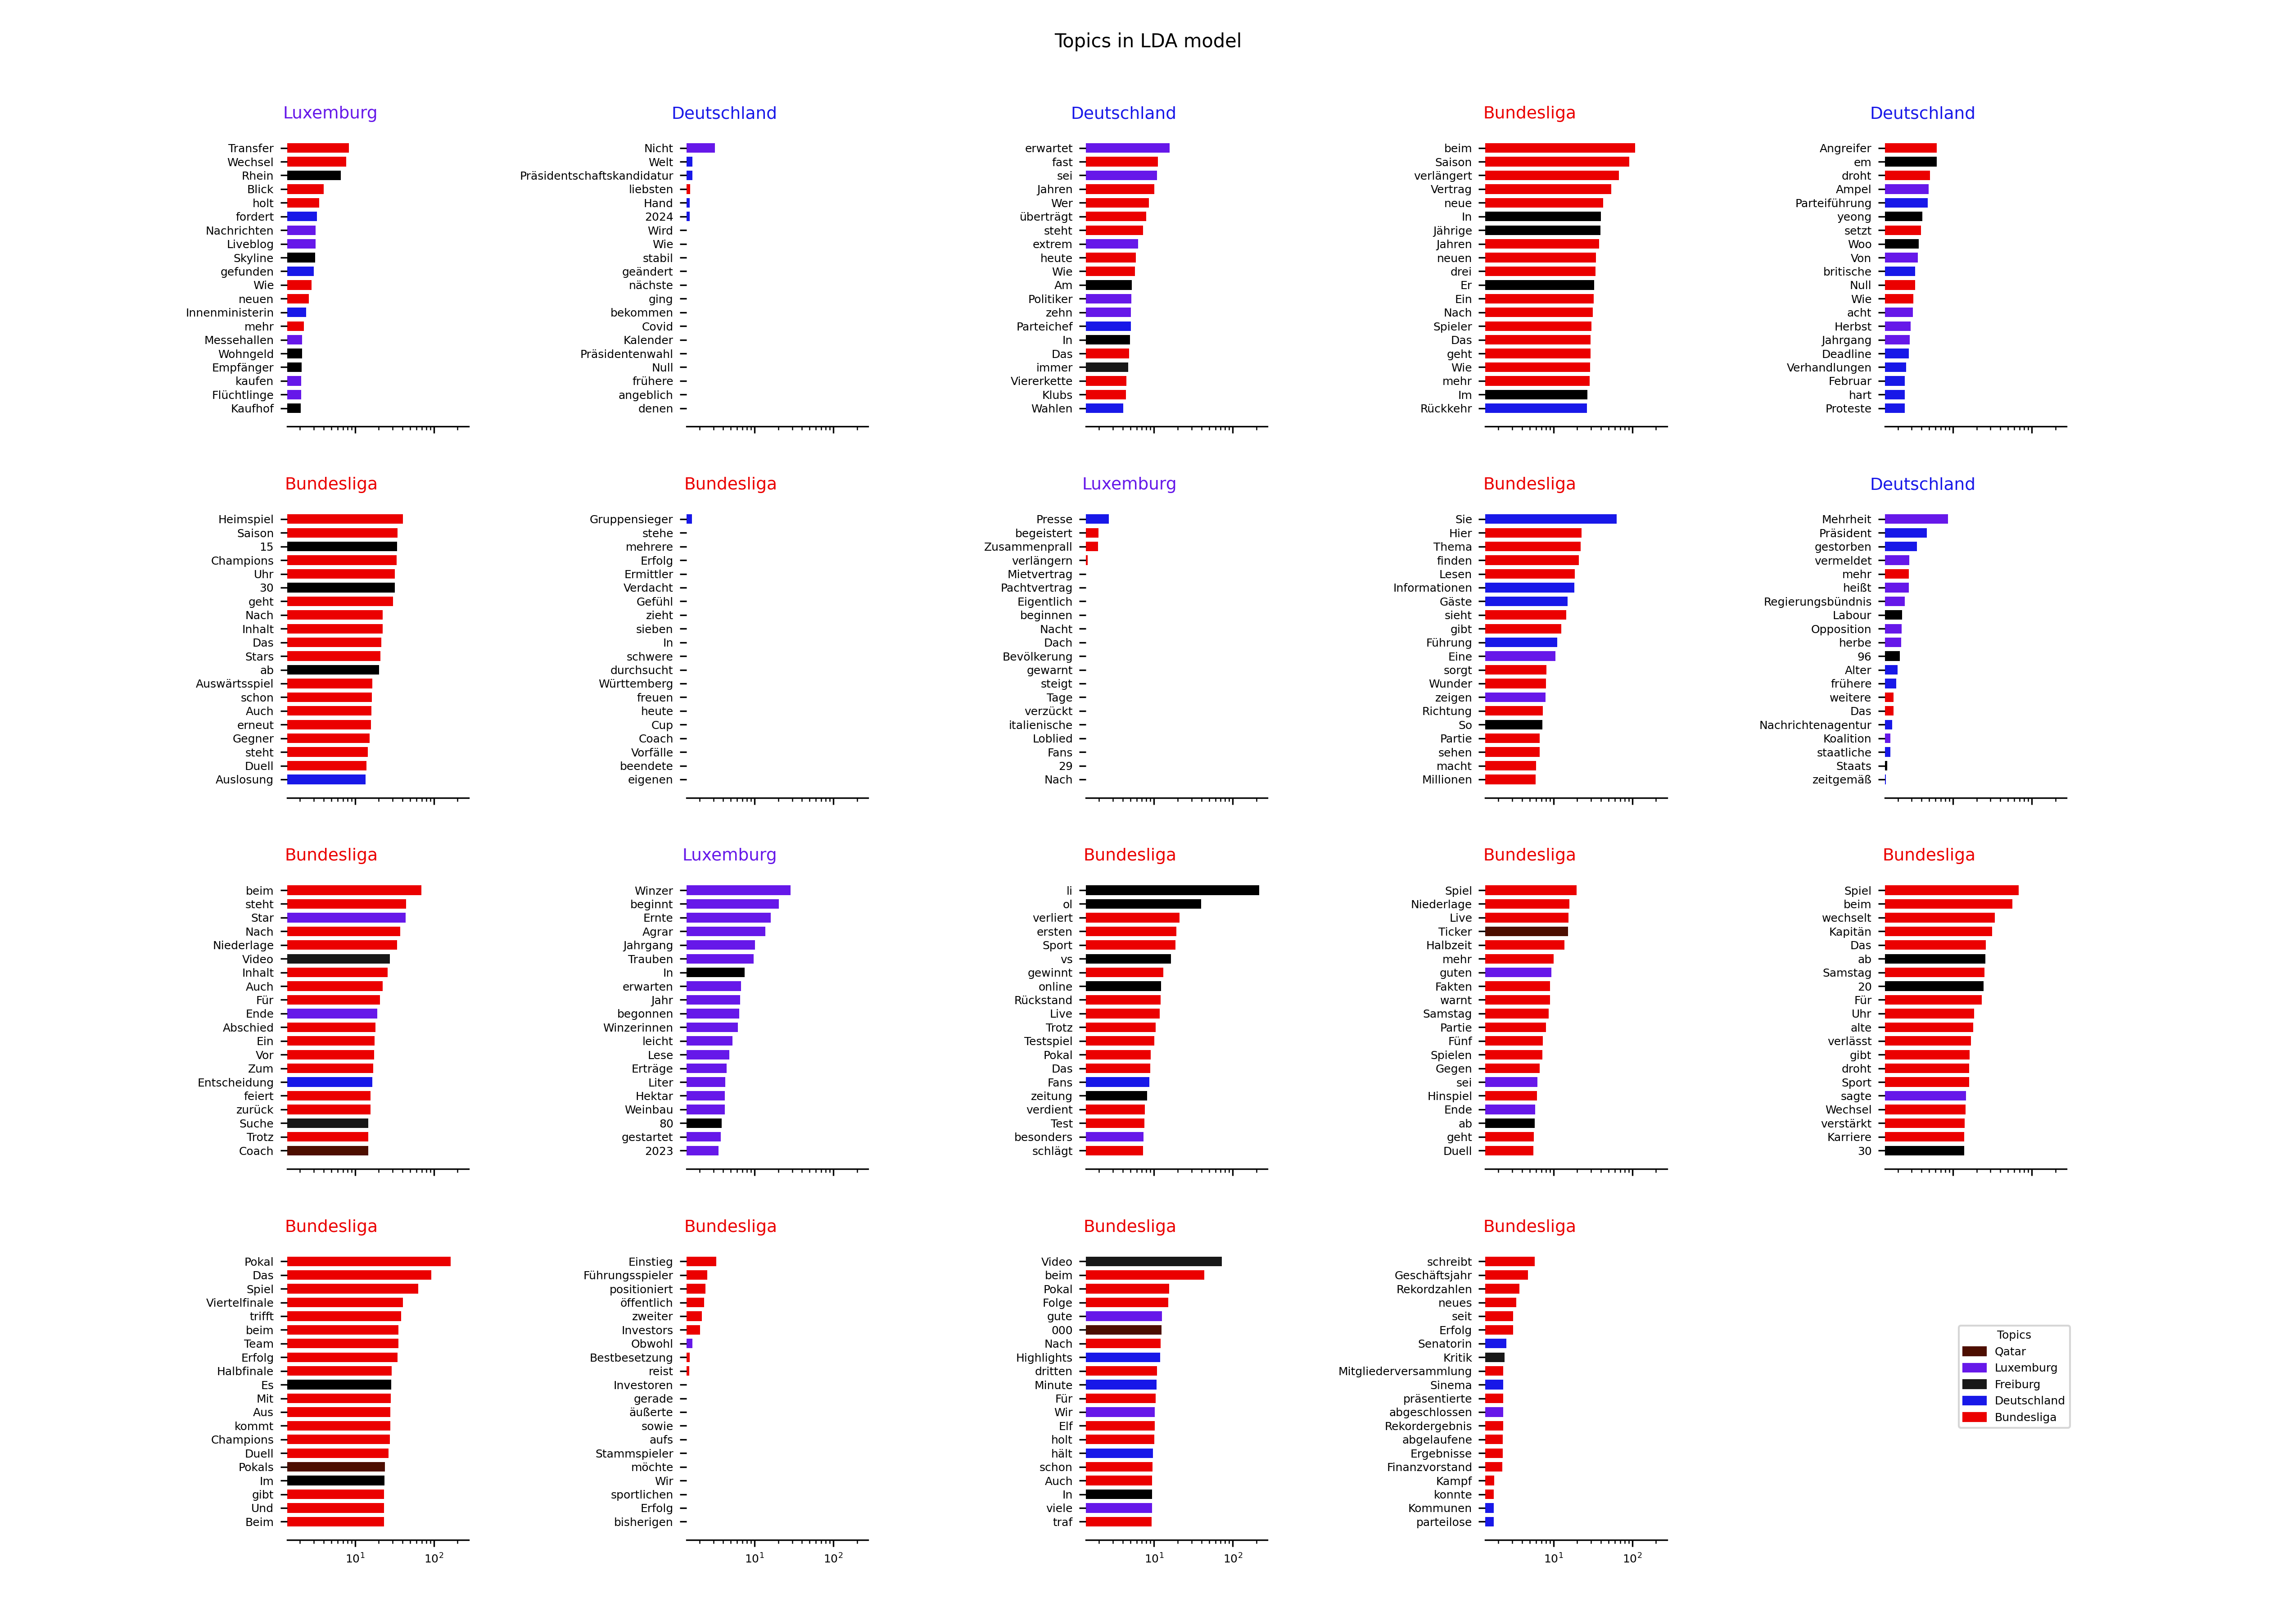 Topics in LDA model
Luxemburg
Transfer
Wechsel
Rhein
Blick
holt
fordert
Nachrichten
Liveblog
Skyline
gefunden
Wie
neuen
Innenministerin
mehr
Messehallen
Wohngeld
Empfänger
kaufen
Flüchtlinge
Kaufhof
Deutschland
Nicht
Welt
Präsidentschaftskandidatur
liebsten
Hand
2024
Wird
Wie
stabil
geändert
nächste
ging
bekommen
Covid
Kalender
Präsidentenwahl
Null
frühere
angeblich
denen
Deutschland
erwartet
fast
sei
Jahren
Wer
überträgt
steht
extrem
heute
Wie
Am
Politiker
zehn
Parteichef
In
Das
immer
Viererkette
Klubs
Wahlen
Bundesliga
beim
Saison
verlängert
Vertrag
neue
In
Jährige
Jahren
neuen
drei
Er
Ein
Nach
Spieler
Das
geht
Wie
mehr
Im
Rückkehr
Deutschland
Angreifer
em
droht
Ampel
Parteiführung
yeong
setzt
Woo
Von
britische
Null
Wie
acht
Herbst
Jahrgang
Deadline
Verhandlungen
Februar
hart
Proteste
Bundesliga
Heimspiel
Saison
15
Champions
Uhr
30
geht
Nach
Inhalt
Das
Stars
ab
Auswärtsspiel
schon
Auch
erneut
Gegner
steht
Duell
Auslosung
Bundesliga
Gruppensieger
stehe
mehrere
Erfolg
Ermittler
Verdacht
Gefühl
zieht
sieben
In
schwere
durchsucht
Württemberg
freuen
heute
Cup
Coach
Vorfälle
beendete
eigenen
Luxemburg
Presse
begeistert
Zusammenprall
verlängern
Mietvertrag
Pachtvertrag
Eigentlich
beginnen
Nacht
Dach
Bevölkerung
gewarnt
steigt
Tage
verzückt
italienische
Loblied
Fans
29
Nach
Bundesliga
Sie
Hier
Thema
finden
Lesen
Informationen
Gäste
sieht
gibt
Führung
Eine
sorgt
Wunder
zeigen
Richtung
So
Partie
sehen
macht
Millionen
Deutschland
Mehrheit
Präsident
gestorben
vermeldet
mehr
heißt
Regierungsbündnis
Labour
Opposition
herbe
96
Alter
frühere
weitere
Das
Nachrichtenagentur
Koalition
staatliche
Staats
zeitgemäß
Bundesliga
beim
steht
Star
Nach
Niederlage
Video
Inhalt
Auch
Für
Ende
Abschied
Ein
Vor
Zum
Entscheidung
feiert
zurück
Suche
Trotz
Coach
Luxemburg
Winzer
beginnt
Ernte
Agrar
Jahrgang
Trauben
In
erwarten
Jahr
begonnen
Winzerinnen
leicht
Lese
Erträge
Liter
Hektar
Weinbau
80
gestartet
2023
Bundesliga
li
ol
verliert
ersten
Sport
vs
gewinnt
online
Rückstand
Live
Trotz
Testspiel
Pokal
Das
Fans
zeitung
verdient
Test
besonders
schlägt
Bundesliga
Spiel
Niederlage
Live
Ticker
Halbzeit
mehr
guten
Fakten
warnt
Samstag
Partie
Fünf
Spielen
Gegen
sei
Hinspiel
Ende
ab
geht
Duell
Bundesliga
Spiel
beim
wechselt
Kapitän
Das
ab
Samstag
20
Für
Uhr
alte
verlässt
gibt
droht
Sport
sagte
Wechsel
verstärkt
Karriere
30
Bundesliga
Pokal
Das
Spiel
Viertelfinale
trifft
beim
Team
Erfolg
Halbfinale
Es
Mit
Aus
kommt
Champions
Duell
Pokals
Im
gibt
Und
Beim
10¹ 10²
Bundesliga
Einstieg
Führungsspieler
positioniert
öffentlich
zweiter
Investors
Obwohl
Bestbesetzung
reist
Investoren
gerade
äußerte
sowie
aufs
Stammspieler
möchte
Wir
sportlichen
Erfolg
bisherigen
10¹ 10²
Bundesliga
Video
beim
Pokal
Folge
gute
000
Nach
Highlights
dritten
Minute
Für
Wir
Elf
holt
hält
schon
Auch
In
viele
traf
10¹ 10²
Bundesliga
schreibt
Geschäftsjahr
Rekordzahlen
neues
seit
Erfolg
Senatorin
Kritik
Mitgliederversammlung
Sinema
präsentierte
abgeschlossen
Rekordergebnis
abgelaufene
Ergebnisse
Finanzvorstand
Kampf
konnte
Kommunen
parteilose
10¹ 10²
Topics
Qatar
Luxemburg
Freiburg
Deutschland
Bundesliga